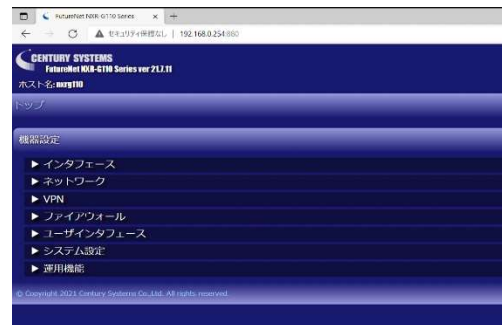 FutureNet NXR-G110 Series
セキュリティ保護なし | 192.168.0.254:880
CENTURY SYSTEMS
FutureNet NXR-G110 Series ver 21.7.11
ホスト名:nxrg110
トップ
機器設定
▶ インタフェース
▶ ネットワーク
▶ VPN
▶ ファイアウォール
▶ ユーザインタフェース
▶ システム設定
▶ 運用機能
© Copyright 2021 Century Systems Co.,Ltd. All rights reserved.